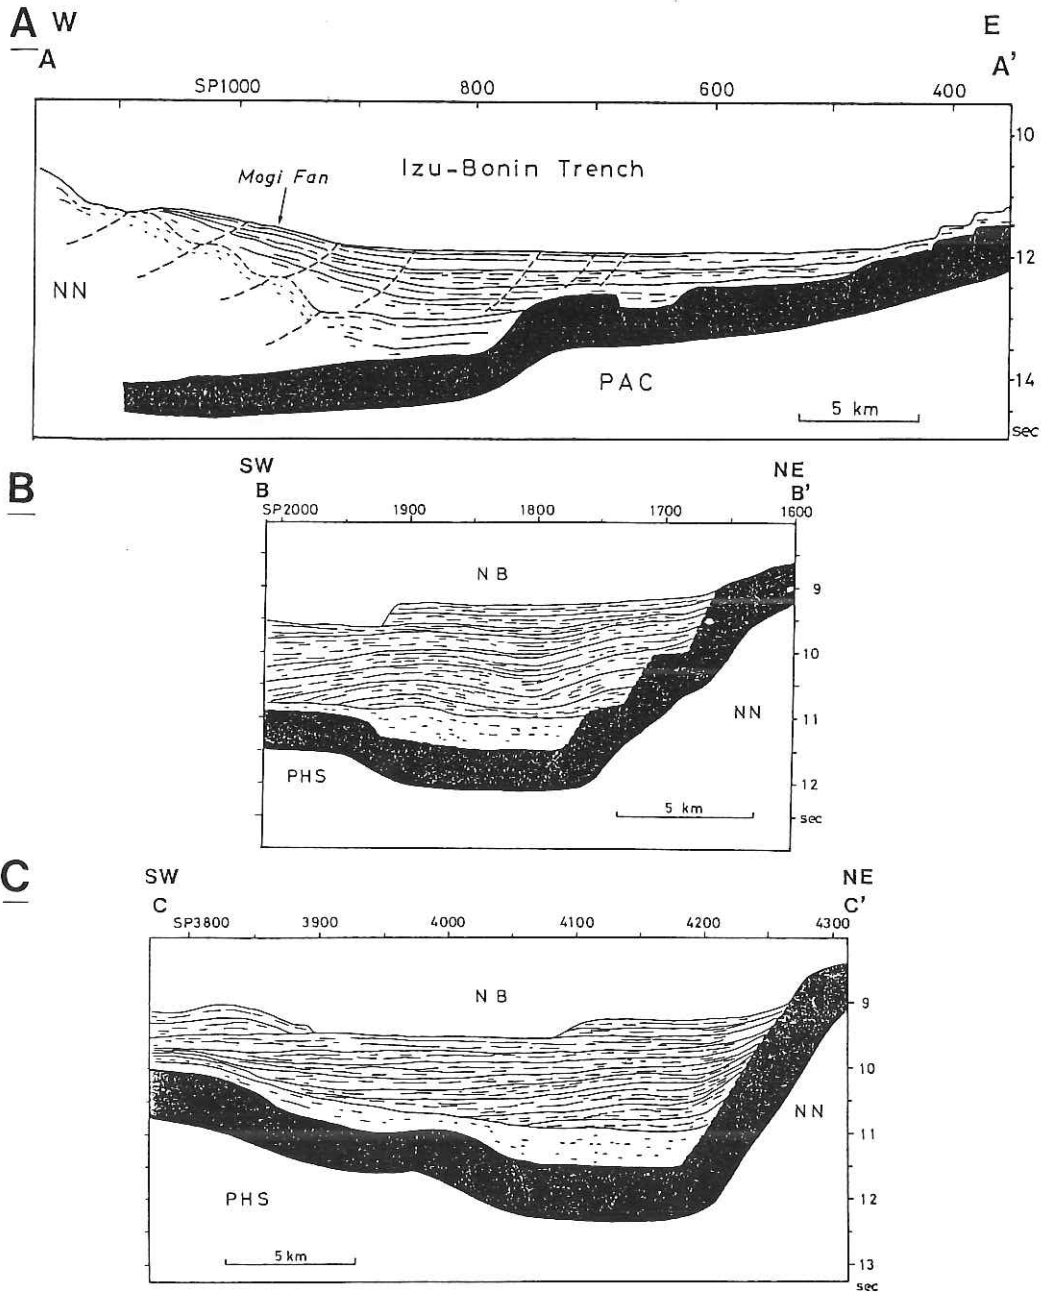 A W E
A A'
SP1000 800 600 400
10
Izu-Bonin Trench
Mogi Fan
12
NN
PAC
14
5 km
sec
SW NE
B
B B'
SP2000 1900 1800 1700 1600
NB
9
10
NN
11
PHS
12
5 km
sec
C
SW NE
C C'
SP3800 3900 4000 4100 4200 4300
NB
9
10
NN
11
PHS
12
5 km
13
sec